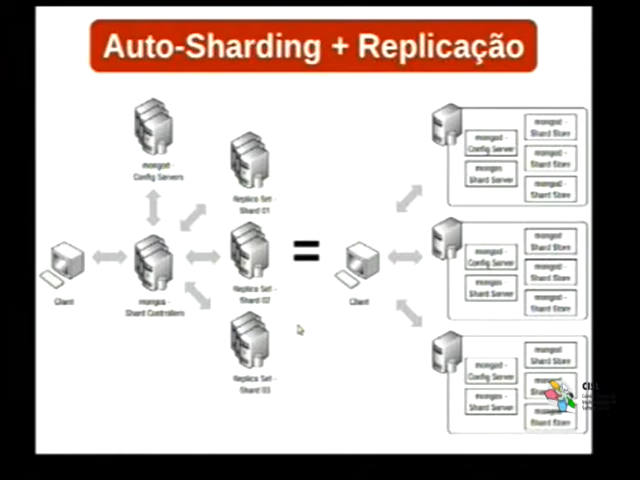 Auto-Sharding + Replicação
mongod -
Config Servers
Replica Set -
Shard 01
Client
mongos -
Shard Controllers
Replica Set -
Shard 02
Replica Set -
Shard 03
=
Client
mongod -
Config Server
mongos
Shard Server
mongod -
Shard Store
mongod -
Shard Store
mongod -
Shard Store
mongod -
Config Server
mongos
- Shard Server
mongod
Shard Store
mongod -
Shard Store
mongod -
Shard Store
mongod -
Config Server
mongos
- Shard Server
mongod
Shard Store
Shard Store
CISL